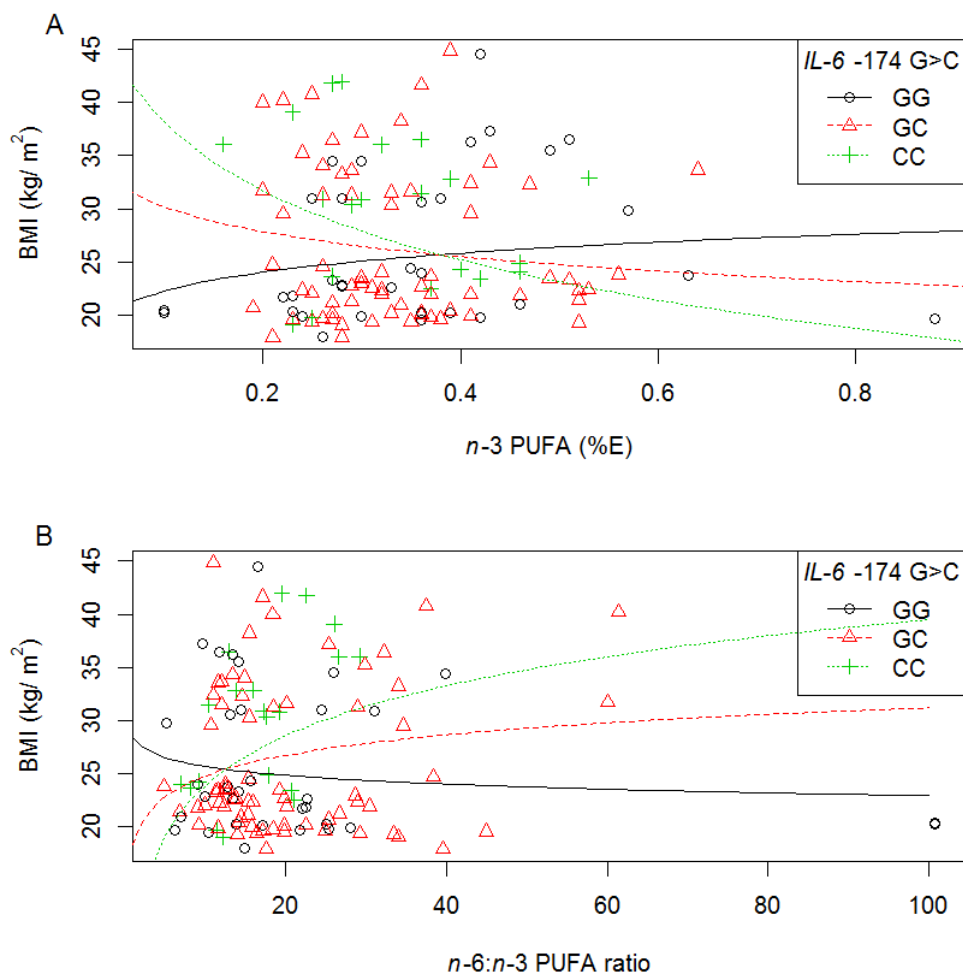 A
BMI (kg/ m²)
45
40
35
30
25
20
IL-6 -174 G>C
GG
GC
CC
0.2 0.4 0.6 0.8
n-3 PUFA (%E)
B
BMI (kg/ m²)
45
40
35
30
25
20
IL-6 -174 G>C
GG
GC
CC
20 40 60 80 100
n-6:n-3 PUFA ratio